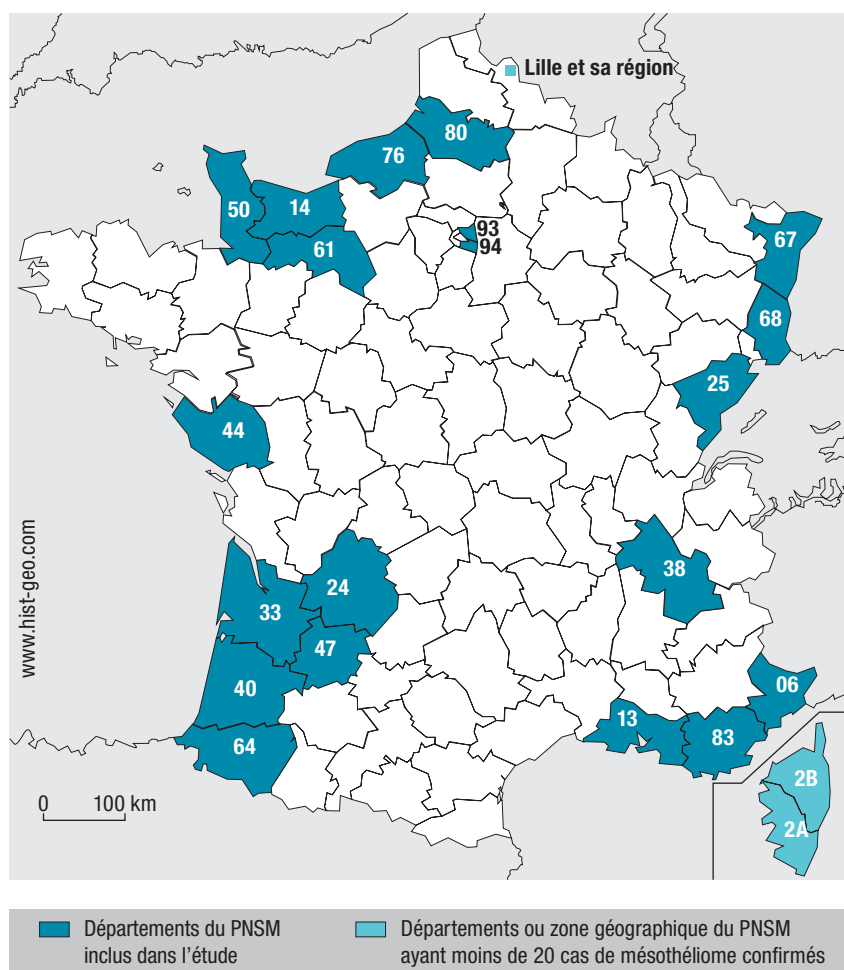 Lille et sa région
80
76
50
14
61
93
94
67
68
25
44
www.hist-geo.com
24
38
33
47
40
06
13
83
64
2B
0 100 km
2A
Départements du PNSM
inclus dans l'étude
Départements ou zone géographique du PNSM
ayant moins de 20 cas de mésothéliome confirmés